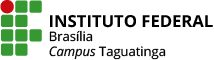 INSTITUTO FEDERAL
Brasília
Campus Taguatinga